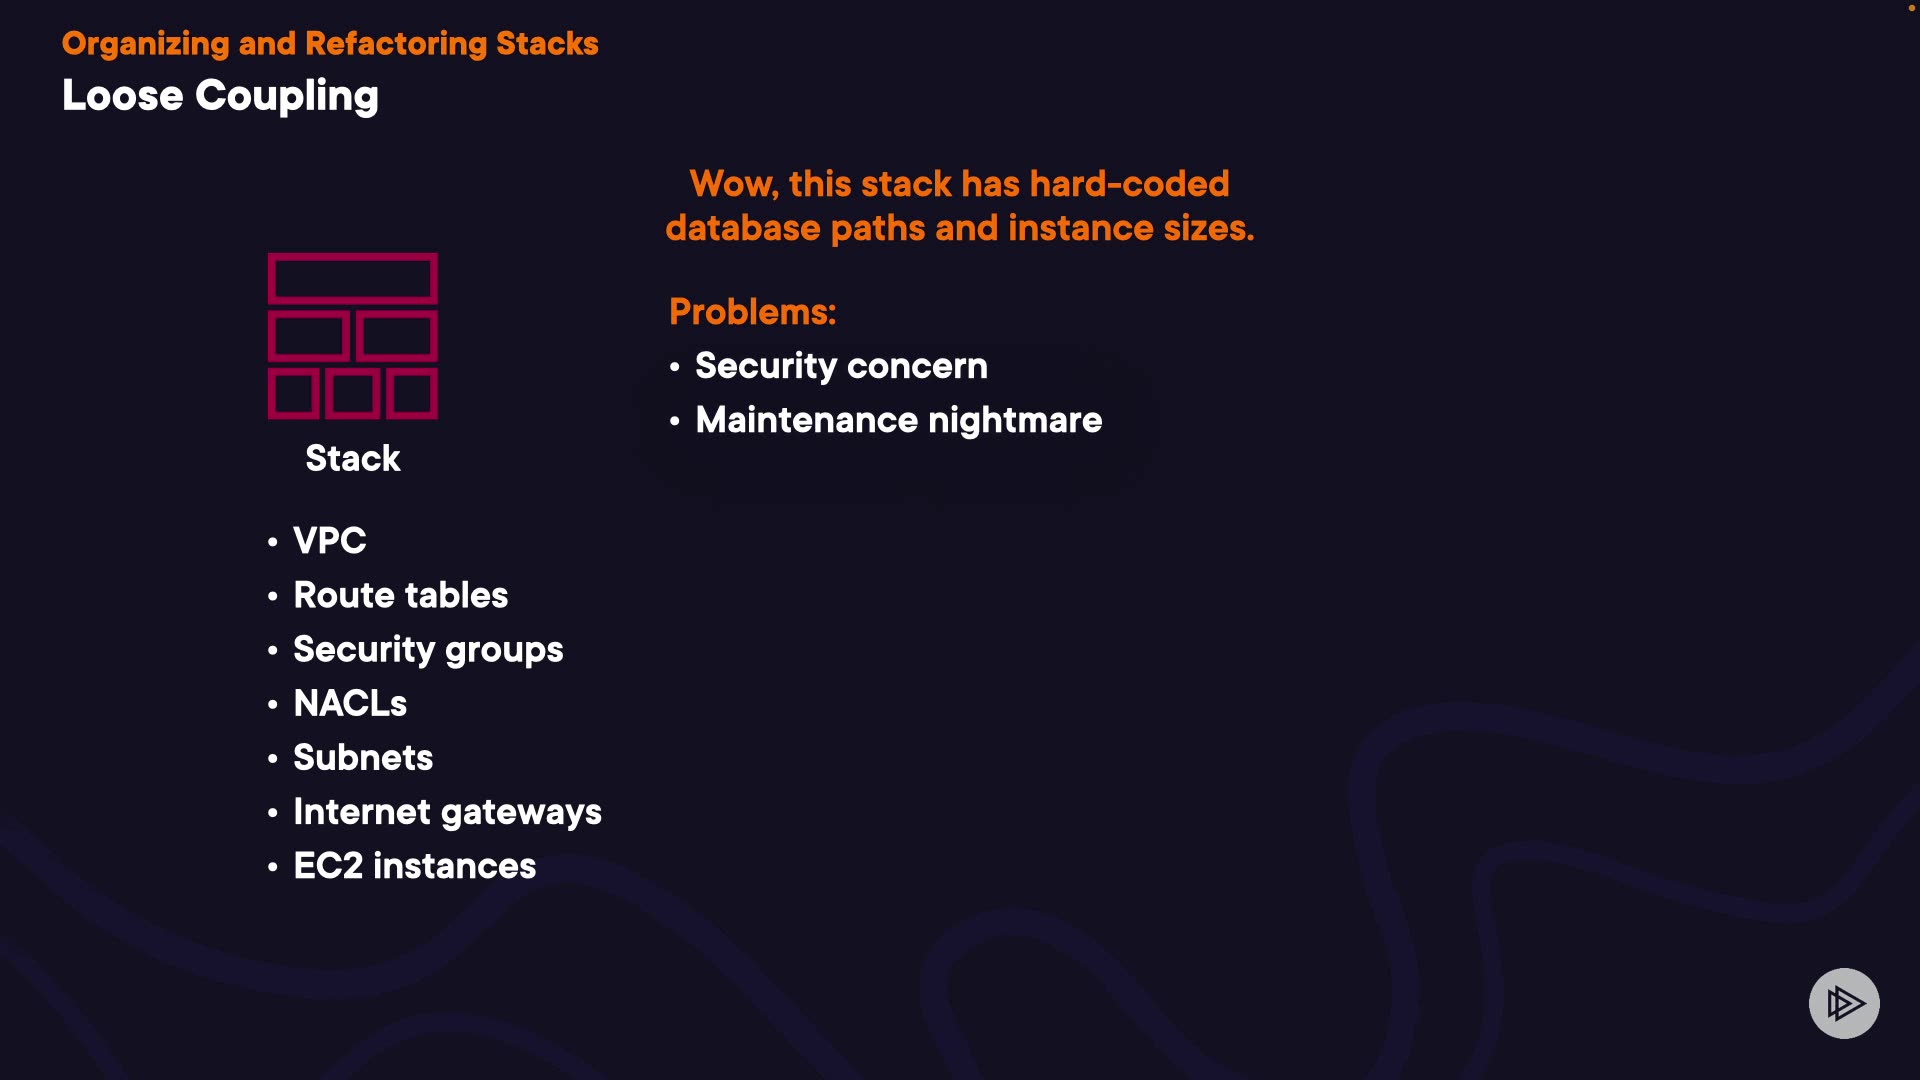 Organizing and Refactoring Stacks
Loose Coupling
Wow, this stack has hard-coded
database paths and instance sizes.
Problems:
• Security concern
• Maintenance nightmare
Stack
• VPC
• Route tables
• Security groups
• NACLs
• Subnets
• Internet gateways
• EC2 instances